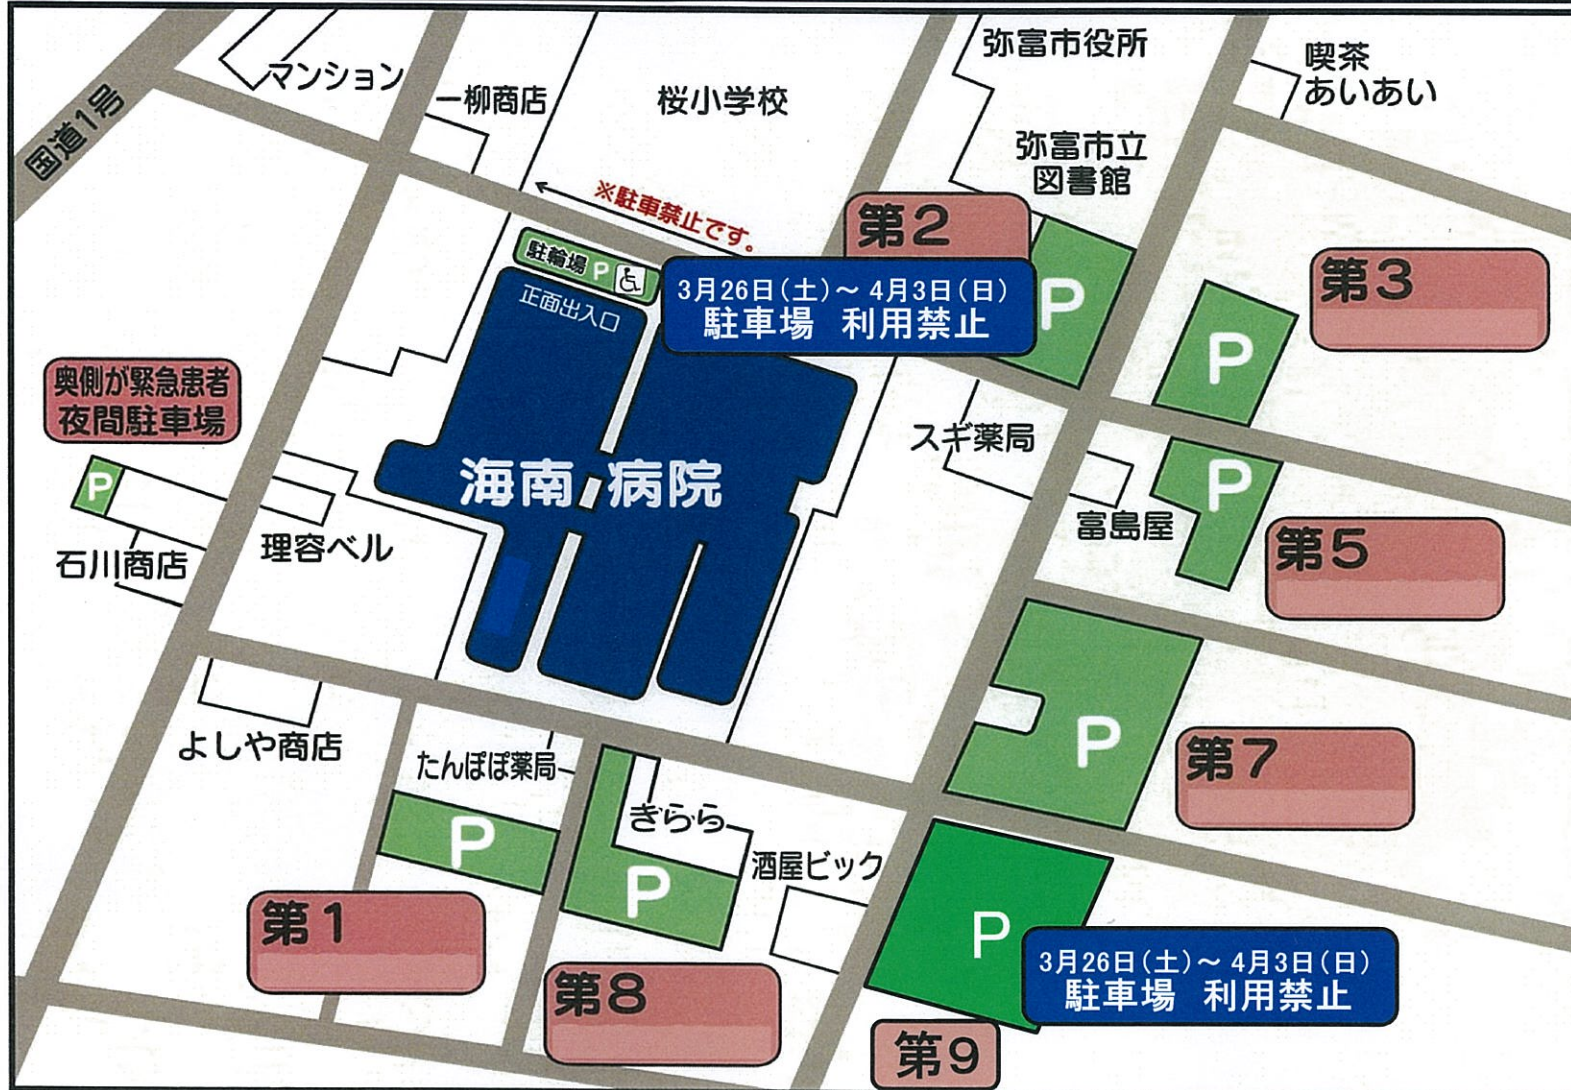 国道1号
マンション
一柳商店
桜小学校
弥富市役所
喫茶
あいあい
弥富市立
図書館
※駐車禁止です。
第2
第3
駐輪場 P
正面出入口
3月26日(土)～ 4月3日(日)
駐車場 利用禁止
P
P
奥側が緊急患者
夜間駐車場
P
石川商店
理容ベル
海南病院
スギ薬局
富島屋
P
第5
よしや商店
たんぽぽ薬局
きらら
酒屋ビック
P
第7
P
第1
P
第8
P
3月26日(土)～ 4月3日(日)
駐車場 利用禁止
第9